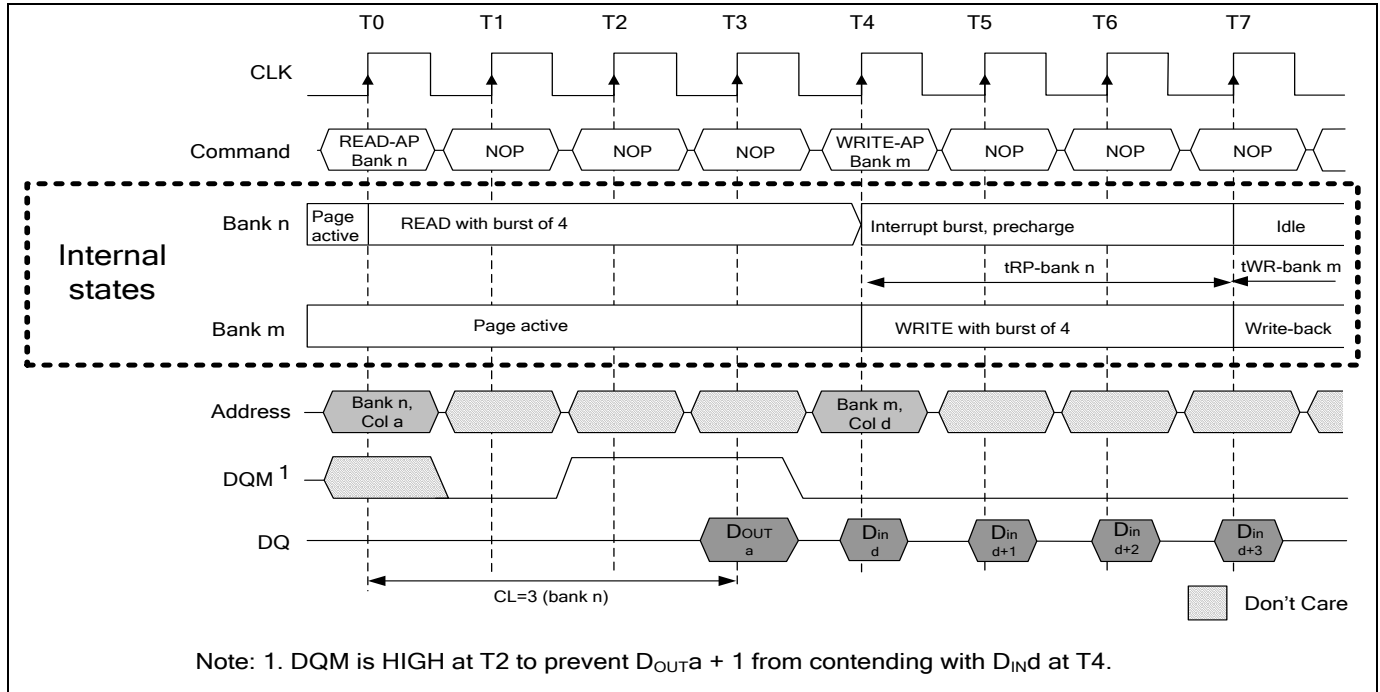 T0 T1 T2 T3 T4 T5 T6 T7
CLK
Command
READ-AP
Bank n
NOP
NOP
NOP
WRITE-AP
Bank m
NOP
NOP
NOP
Internal
states
Bank n
Page
active
READ with burst of 4
Interrupt burst, precharge
Idle
tRP-bank n
tWR-bank m
Bank m
Page active
WRITE with burst of 4
Write-back
Address
Bank n,
Col a
Bank m,
Col d
DQM 1
DQ
DOUT
a
Din
d
Din
d+1
Din
d+2
Din
d+3
CL=3 (bank n)
Don't Care
Note: 1. DQM is HIGH at T2 to prevent DOUTa + 1 from contending with DINd at T4.